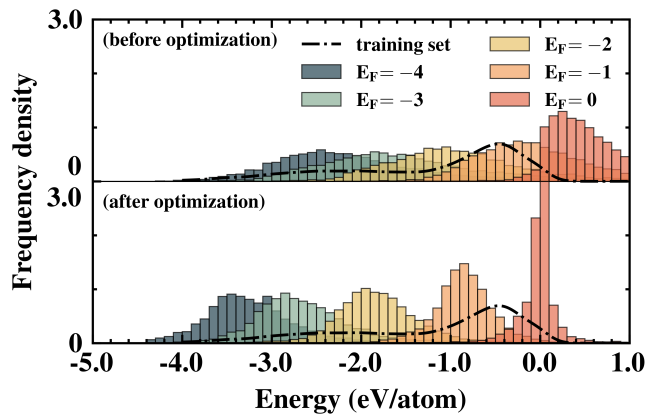 3.0
(before optimization)
training set
E_F = −4
E_F = −3
E_F = −2
E_F = −1
E_F = 0
0
3.0
(after optimization)
0
Frequency density
-5.0 -4.0 -3.0 -2.0 -1.0 0.0 1.0
Energy (eV/atom)